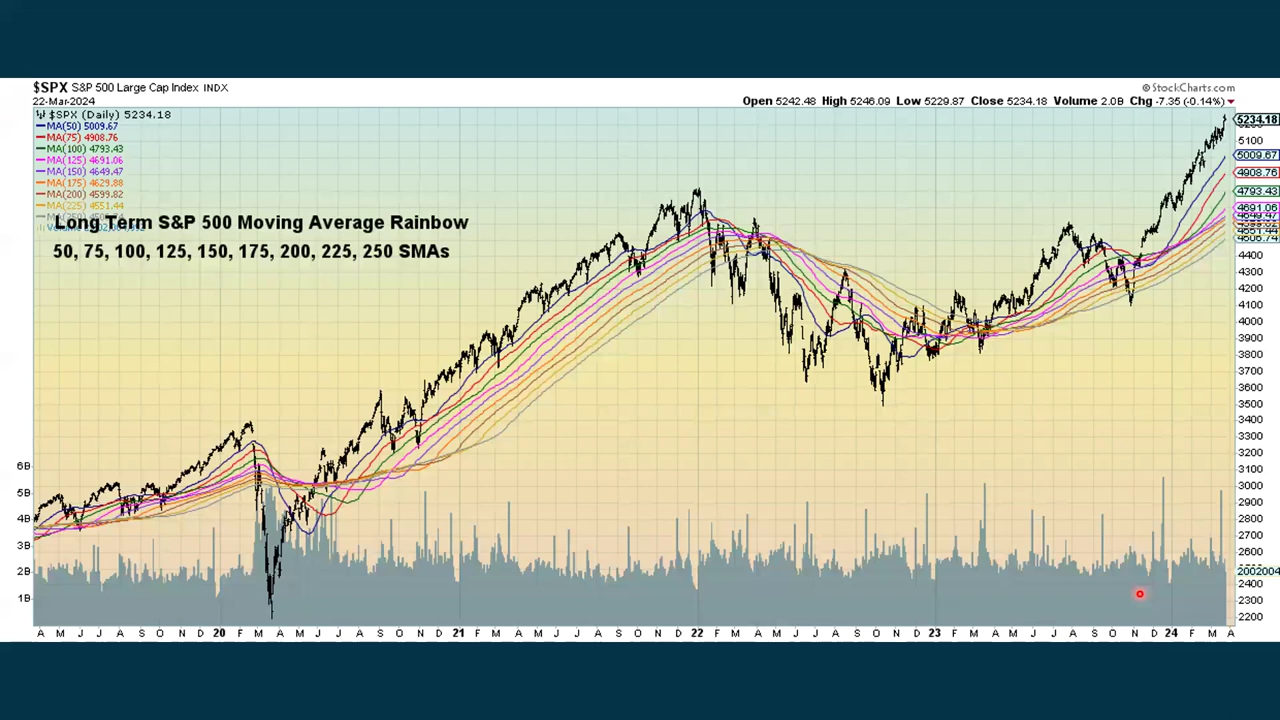 $SPX S&P 500 Large Cap Index INDX
© StockCharts.com
22-Mar-2024
Open 5242.48 High 5246.09 Low 5229.87 Close 5234.18 Volume 2.0B Chg -7.35 (-0.14%)
$SPX (Daily) 5234.18
MA(50) 5009.67
MA(75) 4908.76
MA(100) 4793.43
MA(125) 4691.06
MA(150) 4649.47
MA(175) 4629.88
MA(200) 4599.82
MA(225) 4551.44
Long Term S&P 500 Moving Average Rainbow
50, 75, 100, 125, 150, 175, 200, 225, 250 SMAs
5234.18
5100
5009.67
4908.76
4793.43
4691.06
4400
4300
4200
4100
4000
3900
3800
3700
3600
3500
3400
3300
3200
3100
3000
2900
2800
2700
2600
2400
2300
2200
6B
5B
4B
3B
2B
1B
2002004
A M J J A S O N D 20 F M A M J J A S O N D 21 F M A M J J A S O N D 22 F M A M J J A S O N D 23 F M A M J J A S O N D 24 F M A